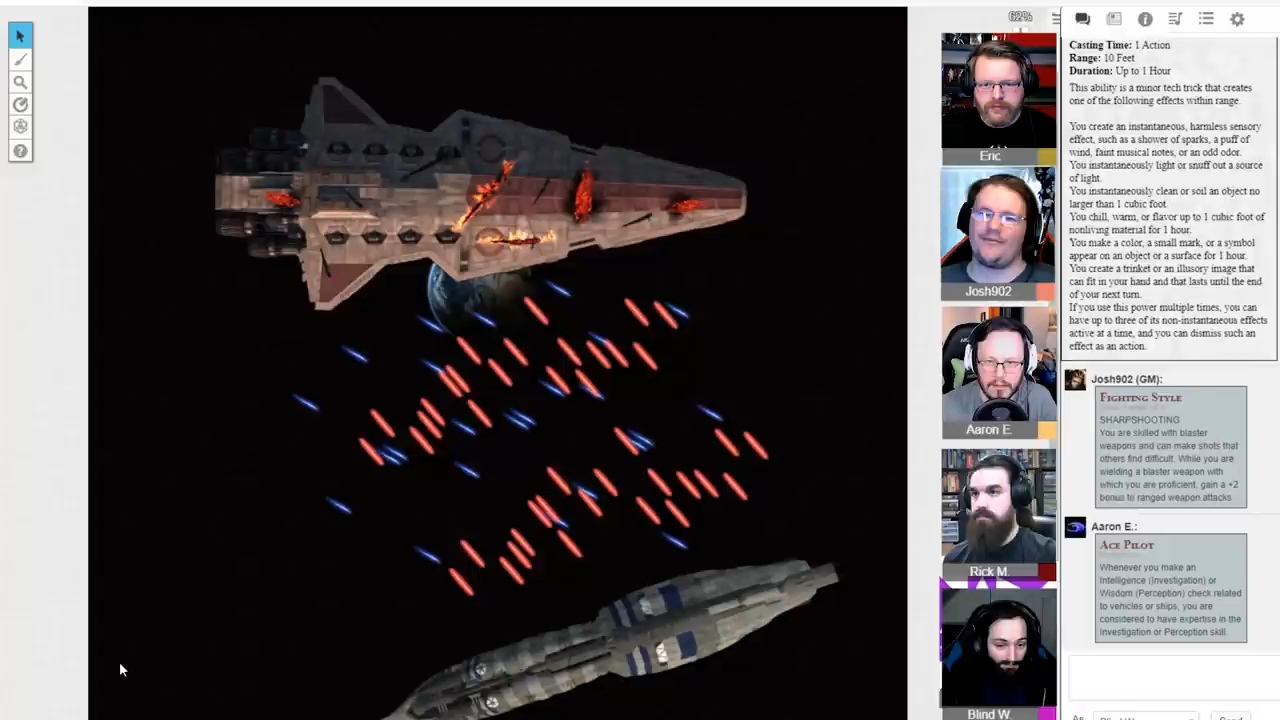 62%
Casting Time: 1 Action
Range: 10 Feet
Duration: Up to 1 Hour
This ability is a minor tech trick that creates
one of the following effects within range.
You create an instantaneous, harmless sensory
effect, such as a shower of sparks, a puff of
wind, faint musical notes, or an odd odor.
You instantaneously light or snuff out a source
of light.
You instantaneously clean or soil an object no
larger than 1 cubic foot.
You chill, warm, or flavor up to 1 cubic foot of
nonliving material for 1 hour.
You make a color, a small mark, or a symbol
appear on an object or a surface for 1 hour.
You create a trinket or an illusory image that
can fit in your hand and that lasts until the end
of your next turn.
If you use this power multiple times, you can
have up to three of its non-instantaneous effects
active at a time, and you can dismiss such an
effect as an action.
Josh902 (GM):
FIGHTING STYLE
SHARPSHOOTING
You are skilled with blaster
weapons and can make shots that
others find difficult. While you are
wielding a blaster weapon with
which you are proficient, gain a +2
bonus to ranged weapon attacks
Aaron E.:
ACE PILOT
Whenever you make an
Intelligence (Investigation) or
Wisdom (Perception) check related
to vehicles or ships, you are
considered to have expertise in the
Investigation or Perception skill.
Eric
Josh902
Aaron E.
Rick M.
Blind W.
As:
Blind W
Send